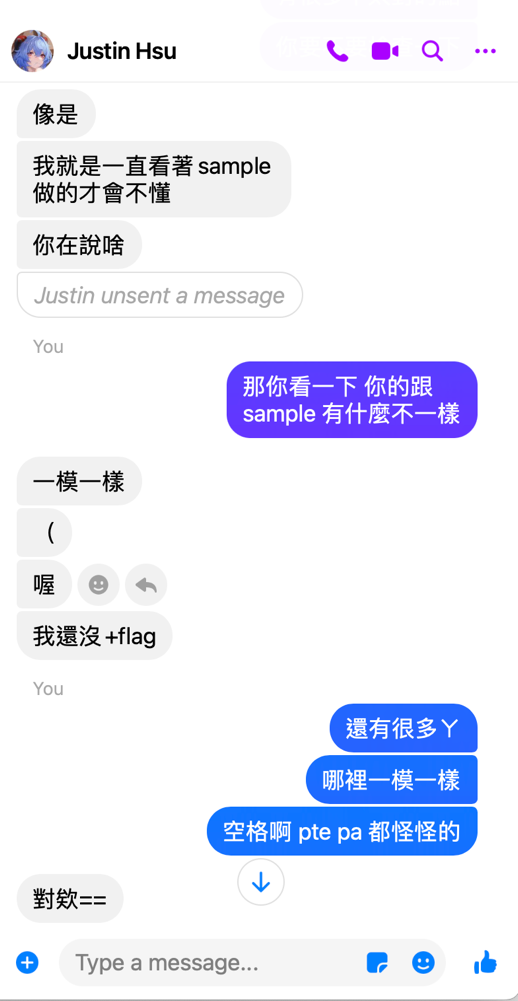 Justin Hsu
像是
我就是一直看著 sample
做的才會不懂
你在說啥
Justin unsent a message
You
那你看一下 你的跟
sample 有什麼不一樣
一模一樣
（
喔
我還沒 +flag
You
還有很多ㄚ
哪裡一模一樣
空格啊 pte pa 都怪怪的
對欸==
Type a message...